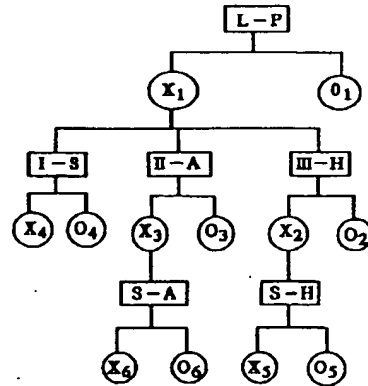 L – P
X1 O1
I – S II – A III – H
X4 O4 X3 O3 X2 O2
S – A S – H
X6 O6 X5 O5